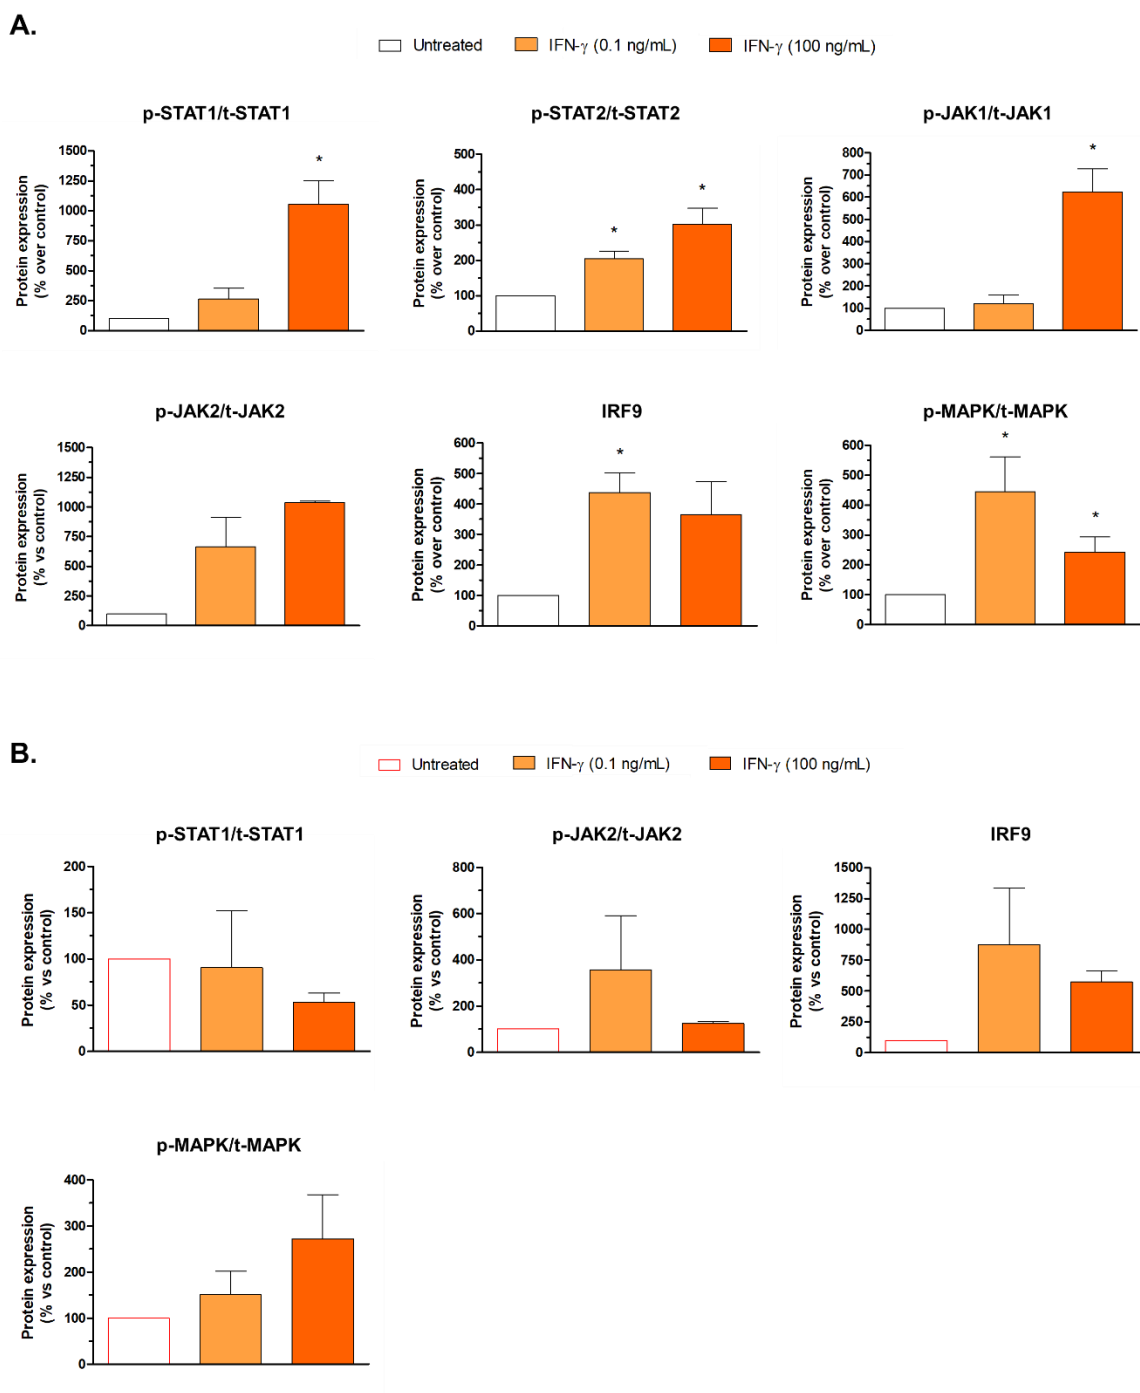 A.
Untreated IFN-γ (0.1 ng/mL) IFN-γ (100 ng/mL)
p-STAT1/t-STAT1
Protein expression
(% over control)
1500
1250
1000
750
500
250
0
*
p-STAT2/t-STAT2
Protein expression
(% over control)
500
400
300
200
100
0
*
*
p-JAK1/t-JAK1
Protein expression
(% over control)
800
700
600
500
400
300
200
100
0
*
p-JAK2/t-JAK2
Protein expression
(% vs control)
1500
1250
1000
750
500
250
0
IRF9
Protein expression
(% over control)
600
500
400
300
200
100
0
*
p-MAPK/t-MAPK
Protein expression
(% over control)
600
500
400
300
200
100
0
*
*
B.
Untreated IFN-γ (0.1 ng/mL) IFN-γ (100 ng/mL)
p-STAT1/t-STAT1
Protein expression
(% vs control)
200
150
100
50
0
p-JAK2/t-JAK2
Protein expression
(% vs control)
800
600
400
200
0
IRF9
Protein expression
(% vs control)
1500
1250
1000
750
500
250
0
p-MAPK/t-MAPK
Protein expression
(% vs control)
400
300
200
100
0